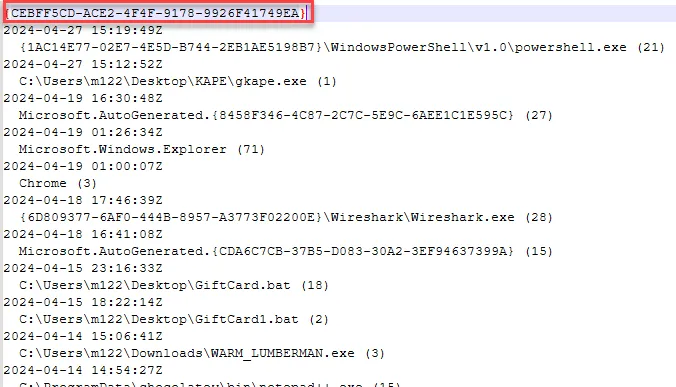 {CEBFF5CD-ACE2-4F4F-9178-9926F41749EA}
2024-04-27 15:19:49Z
{1AC14E77-02E7-4E5D-B744-2EB1AE5198B7}\WindowsPowerShell\v1.0\powershell.exe (21)
2024-04-27 15:12:52Z
C:\Users\m122\Desktop\KAPE\gkape.exe (1)
2024-04-19 16:30:48Z
Microsoft.AutoGenerated.{8458F346-4C87-2C7C-5E9C-6AEE1C1E595C} (27)
2024-04-19 01:26:34Z
Microsoft.Windows.Explorer (71)
2024-04-19 01:00:07Z
Chrome (3)
2024-04-18 17:46:39Z
{6D809377-6AF0-444B-8957-A3773F02200E}\Wireshark\Wireshark.exe (28)
2024-04-18 16:41:08Z
Microsoft.AutoGenerated.{CDA6C7CB-37B5-D083-30A2-3EF94637399A} (15)
2024-04-15 23:16:33Z
C:\Users\m122\Desktop\GiftCard.bat (18)
2024-04-15 18:22:14Z
C:\Users\m122\Desktop\GiftCard1.bat (2)
2024-04-14 15:06:41Z
C:\Users\m122\Downloads\WARM_LUMBERMAN.exe (3)
2024-04-14 14:54:27Z
C:\ProgramData\chocolatey\bin\notepad++.exe (15)